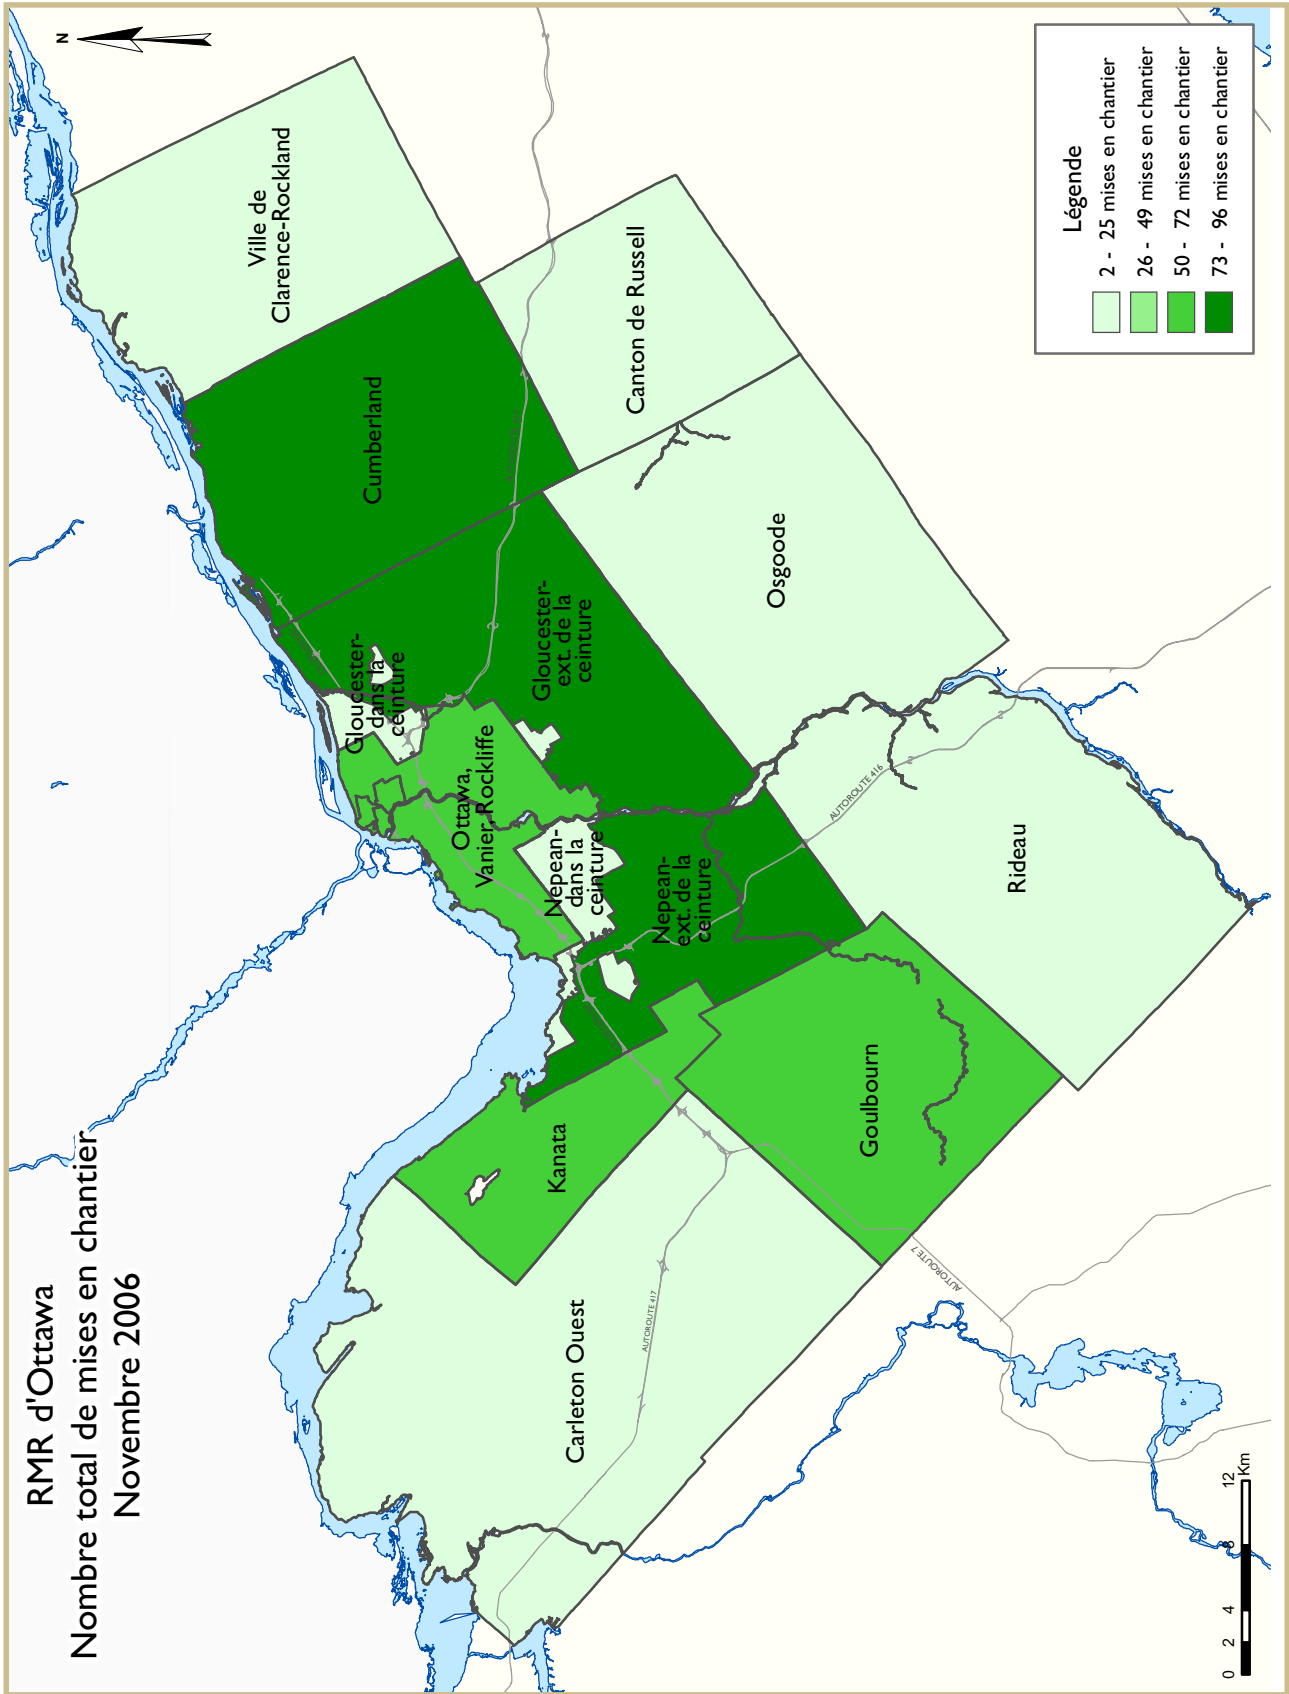 RMR d'Ottawa
Nombre total de mises en chantier
Novembre 2006
N
Ville de
Clarence-Rockland
Cumberland
Canton de Russell
Gloucester-
dans la
ceinture
Gloucester-
ext. de la
ceinture
Osgoode
Ottawa,
Vanier, Rockliffe
Nepean-
dans la
ceinture
Nepean-
ext. de la
ceinture
Rideau
Kanata
Goulbourn
Carleton Ouest
AUTOROUTE 416
AUTOROUTE 417
AUTOROUTE 7
Légende
2 - 25 mises en chantier
26 - 49 mises en chantier
50 - 72 mises en chantier
73 - 96 mises en chantier
0 2 4 8 12
Km